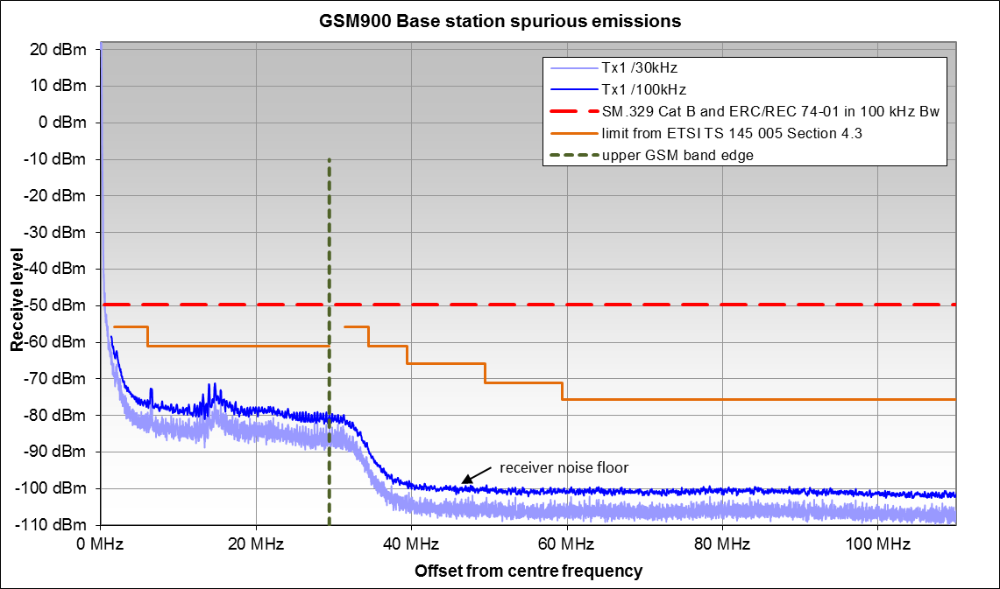 GSM900 Base station spurious emissions
20 dBm
10 dBm
0 dBm
-10 dBm
-20 dBm
-30 dBm
-40 dBm
-50 dBm
-60 dBm
-70 dBm
-80 dBm
-90 dBm
-100 dBm
-110 dBm
Receive level
Tx1 /30kHz
Tx1 /100kHz
SM.329 Cat B and ERC/REC 74-01 in 100 kHz Bw
limit from ETSI TS 145 005 Section 4.3
upper GSM band edge
receiver noise floor
0 MHz 20 MHz 40 MHz 60 MHz 80 MHz 100 MHz
Offset from centre frequency